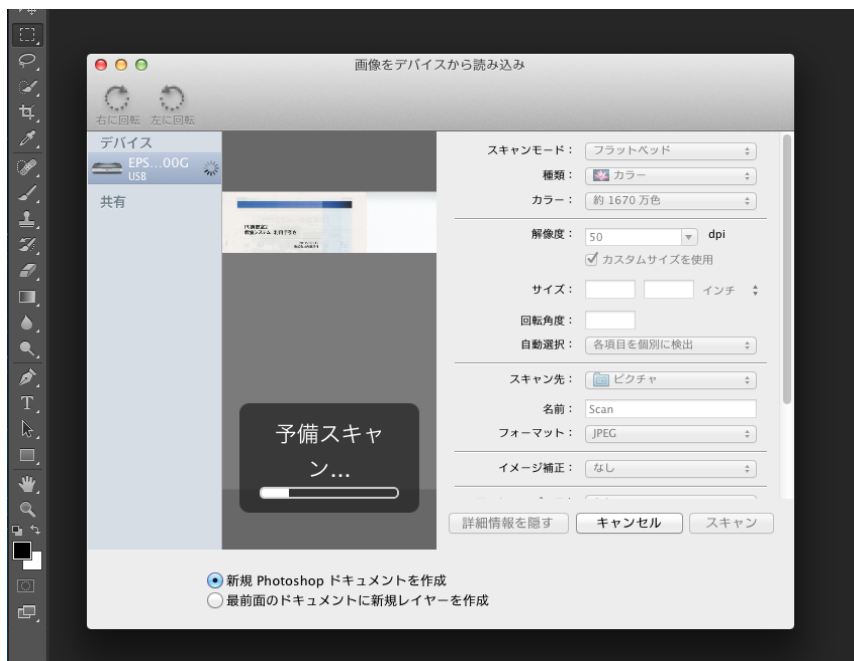 画像をデバイスから読み込み
右に回転 左に回転
デバイス
EPS...00G
USB
共有
予備スキャ
ン...
スキャンモード： フラットベッド
種類： カラー
カラー： 約 1670 万色
解像度： 50 dpi
カスタムサイズを使用
サイズ： インチ
回転角度：
自動選択： 各項目を個別に検出
スキャン先： ピクチャ
名前： Scan
フォーマット： JPEG
イメージ補正： なし
詳細情報を隠す キャンセル スキャン
新規 Photoshop ドキュメントを作成
最前面のドキュメントに新規レイヤーを作成